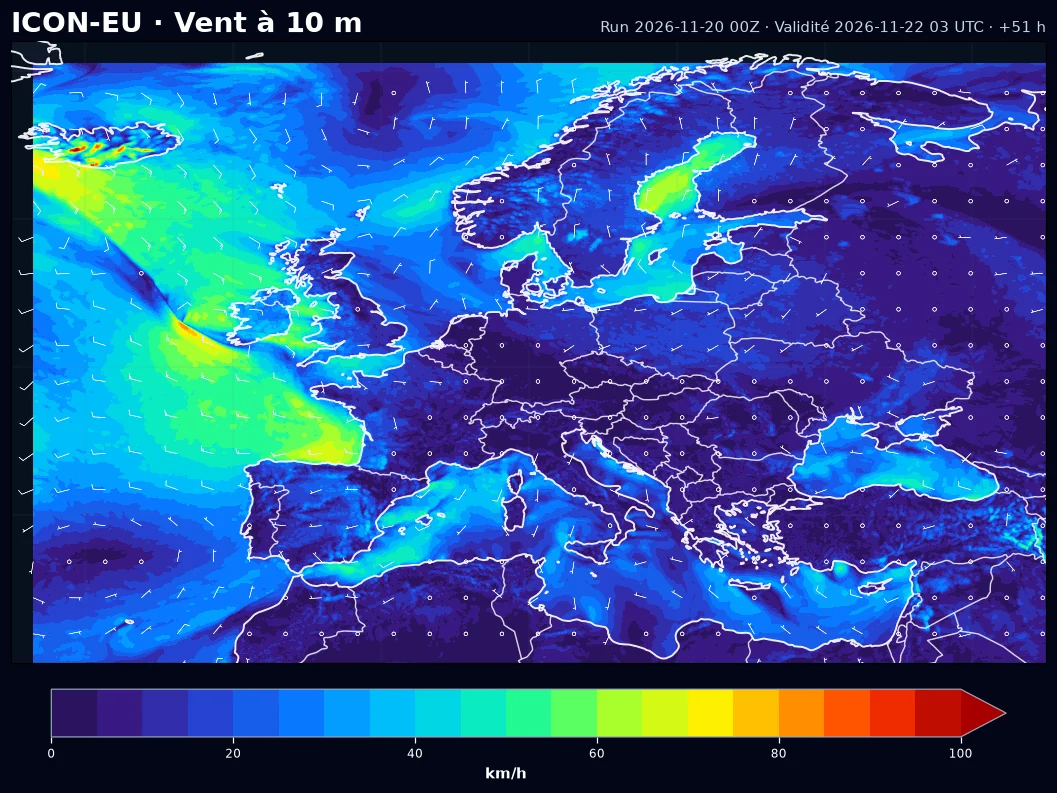 ICON-EU · Vent à 10 m
Run 2026-11-20 00Z · Validité 2026-11-22 03 UTC · +51 h
0 20 40 60 80 100
km/h